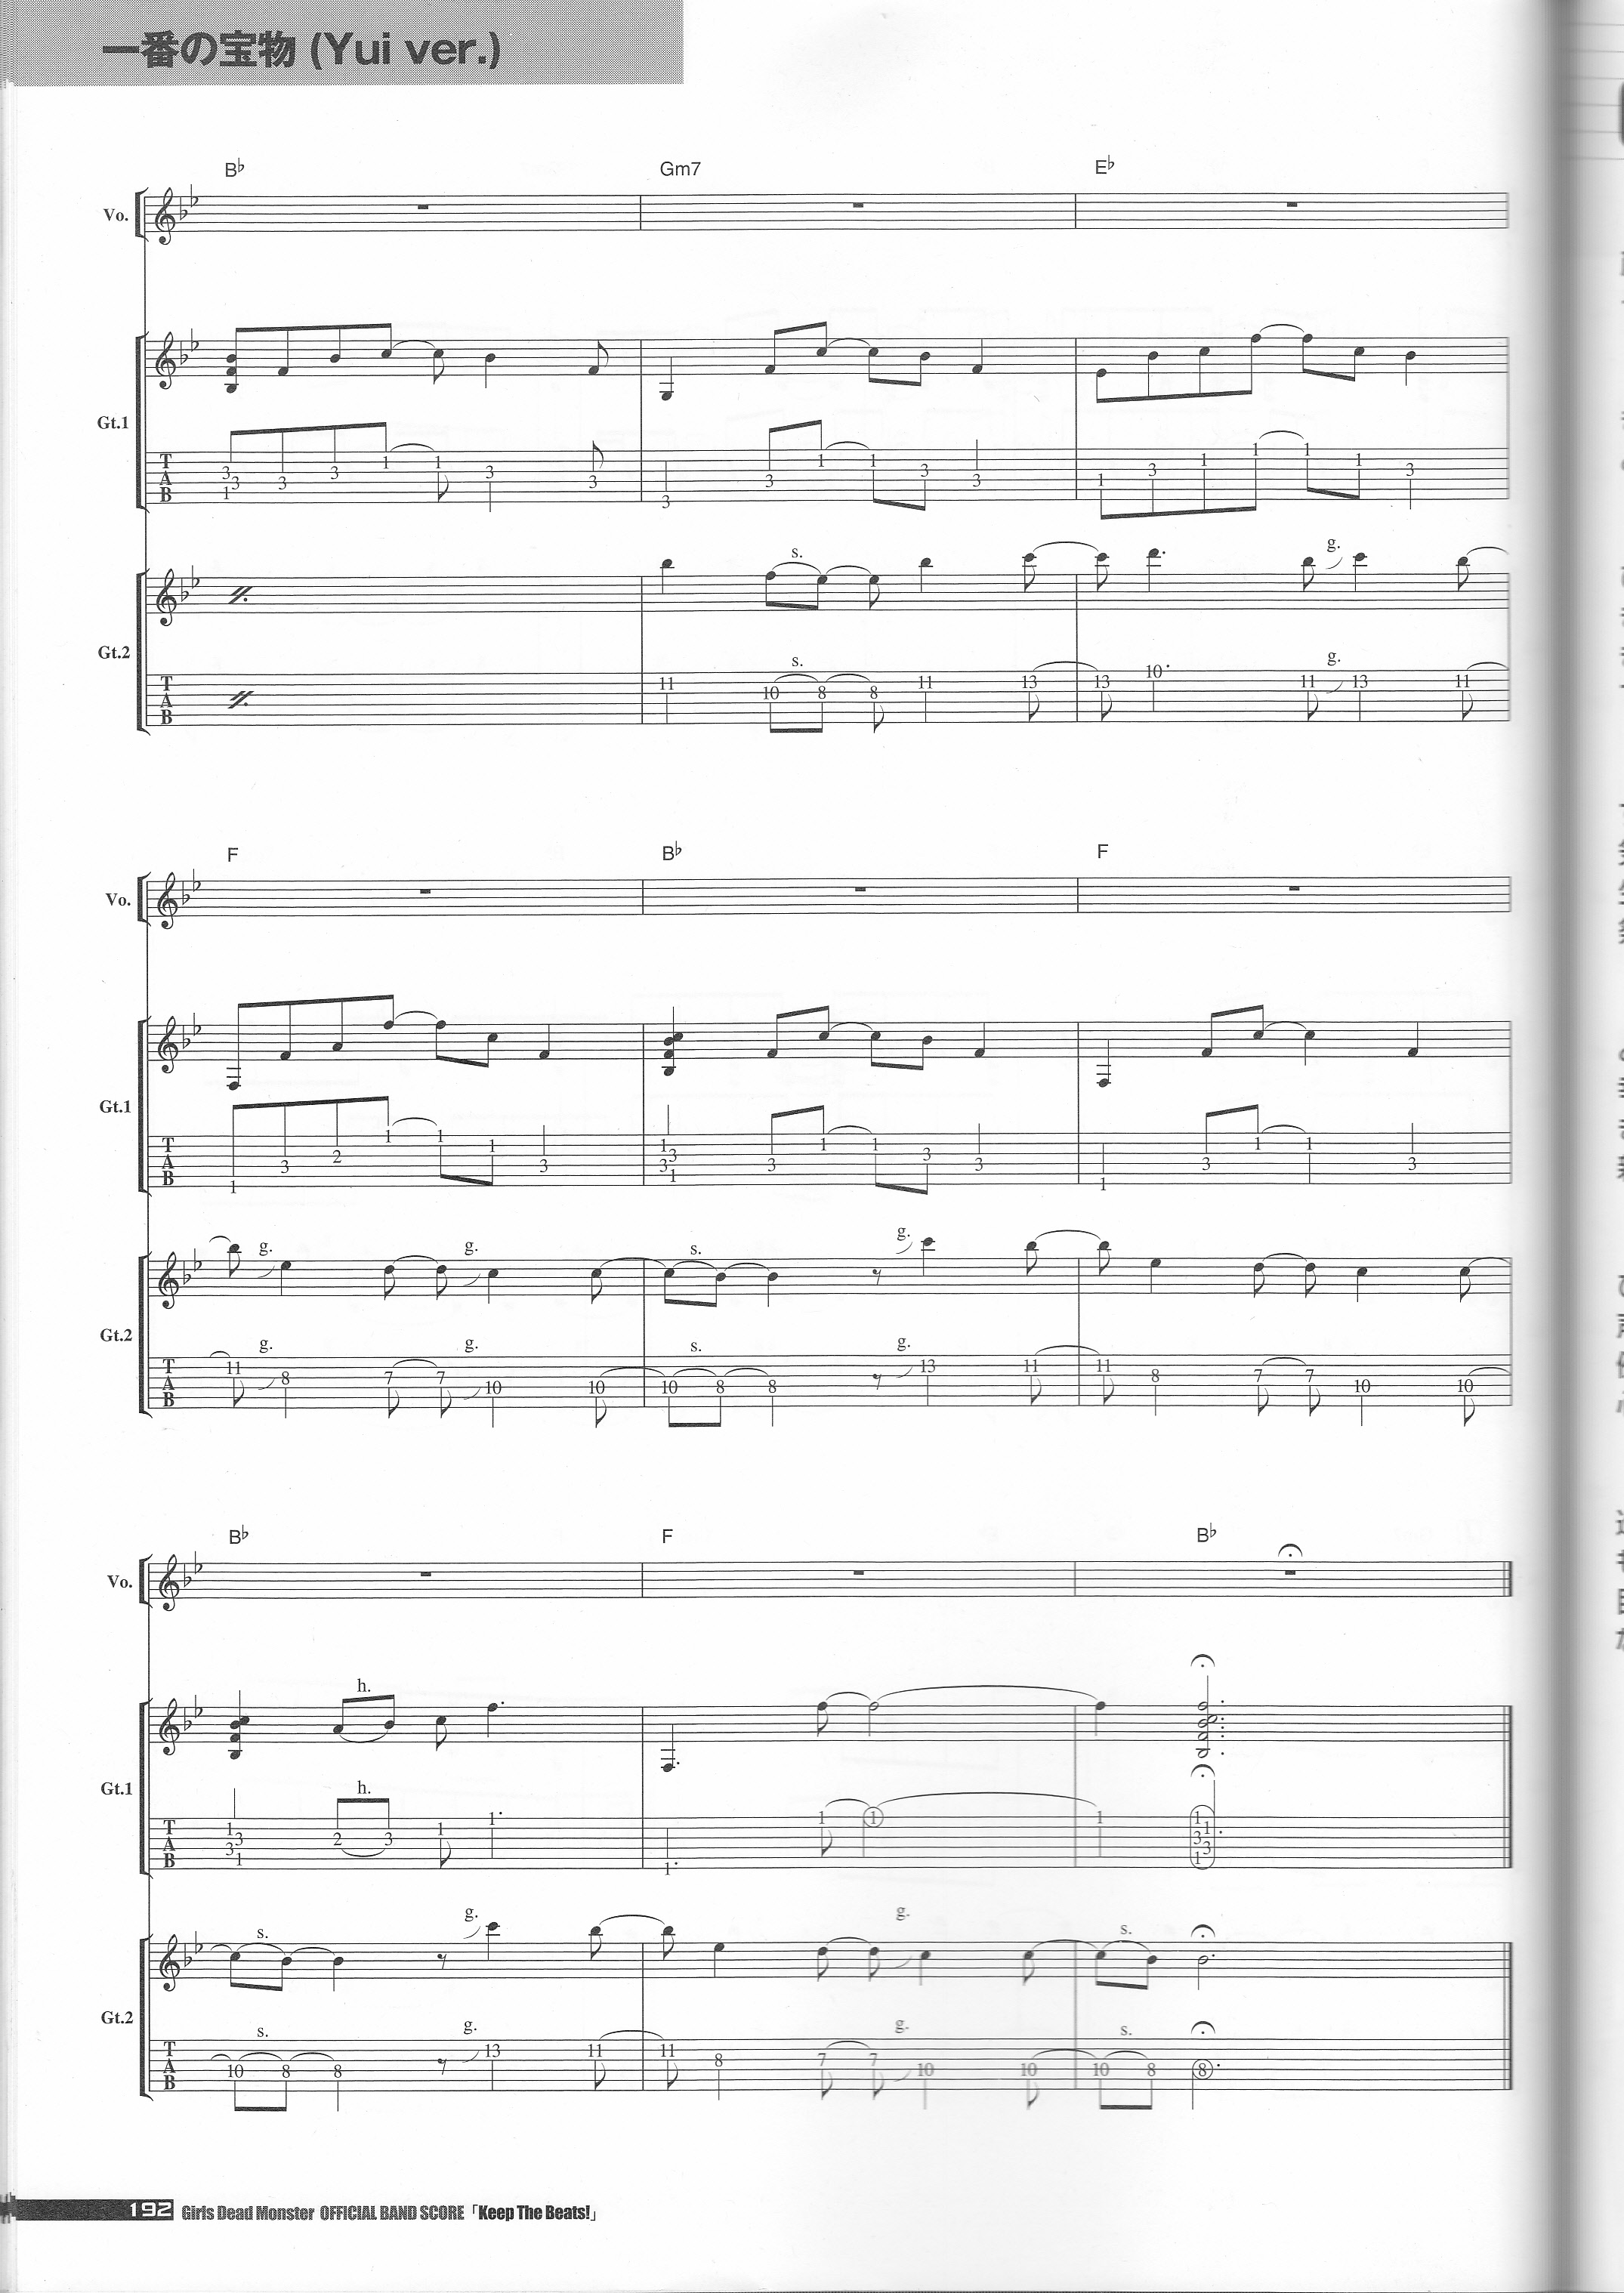 一番の宝物 (Yui ver.)
B♭ Gm7 E♭
Vo.
Gt.1
3 3 1 3 3 1 1 3 3
3 3 1 1 3 3
1 3 1 1 1 1 3
s. g.
Gt.2
s. g.
11 10 8 8 11 13
13 10 11 13 11
F B♭ F
Vo.
Gt.1
1 3 2 1 1 1 3
1 3 3 1 3 1 1 3 3
1 3 1 1 3
g. g. s. g.
Gt.2
g. g. s. g.
11 8 7 7 10 10
10 8 8 13 11
11 8 7 7 10 10
B♭ F B♭
Vo.
h.
Gt.1
h.
1 3 3 1 2 3 1 1
1 1 1
1 1 1 3 3 1
s. g. g. s.
Gt.2
s. g. g. s.
10 8 8 13 11
11 8 7 7 10 10
10 8 8
192 Girls Dead Monster OFFICIAL BAND SCORE「Keep The Beats!」